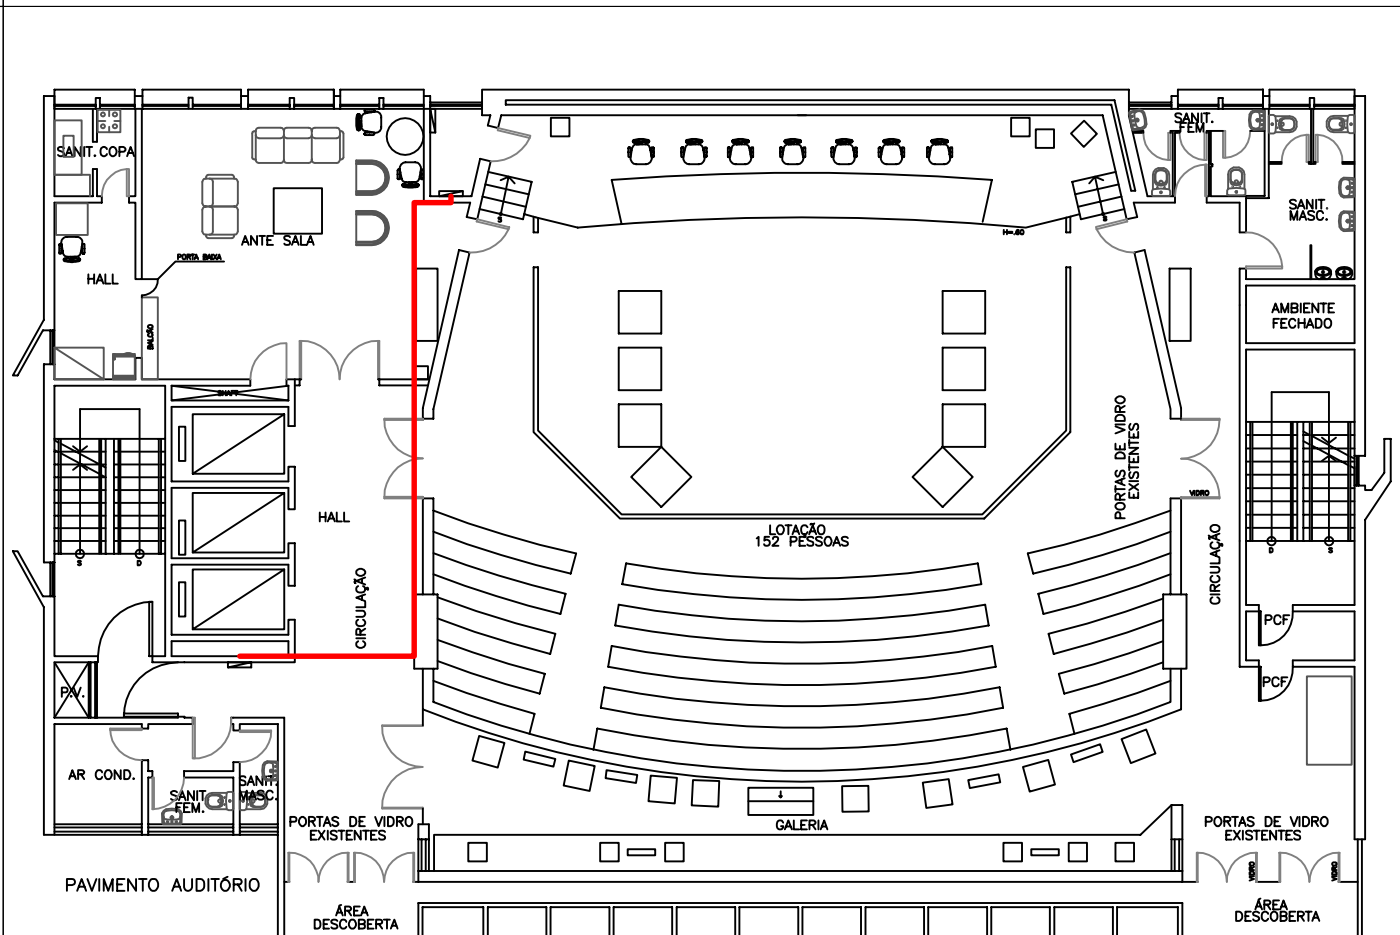 SANIT.
FEM.
SANIT. COPA
SANIT.
MASC.
ANTE SALA
PORTA BAIXA
H=.60
HALL
BALCÃO
AMBIENTE
FECHADO
SHAFT
S
S
PORTAS DE VIDRO
EXISTENTES
VIDRO
HALL
LOTAÇÃO
152 PESSOAS
S
D
D
S
CIRCULAÇÃO
CIRCULAÇÃO
PCF
P.V.
PCF
AR COND.
SANIT.
FEM.
SANIT.
MASC.
GALERIA
PORTAS DE VIDRO
EXISTENTES
PORTAS DE VIDRO
EXISTENTES
VIDRO
VIDRO
PAVIMENTO AUDITÓRIO
ÁREA
DESCOBERTA
ÁREA
DESCOBERTA